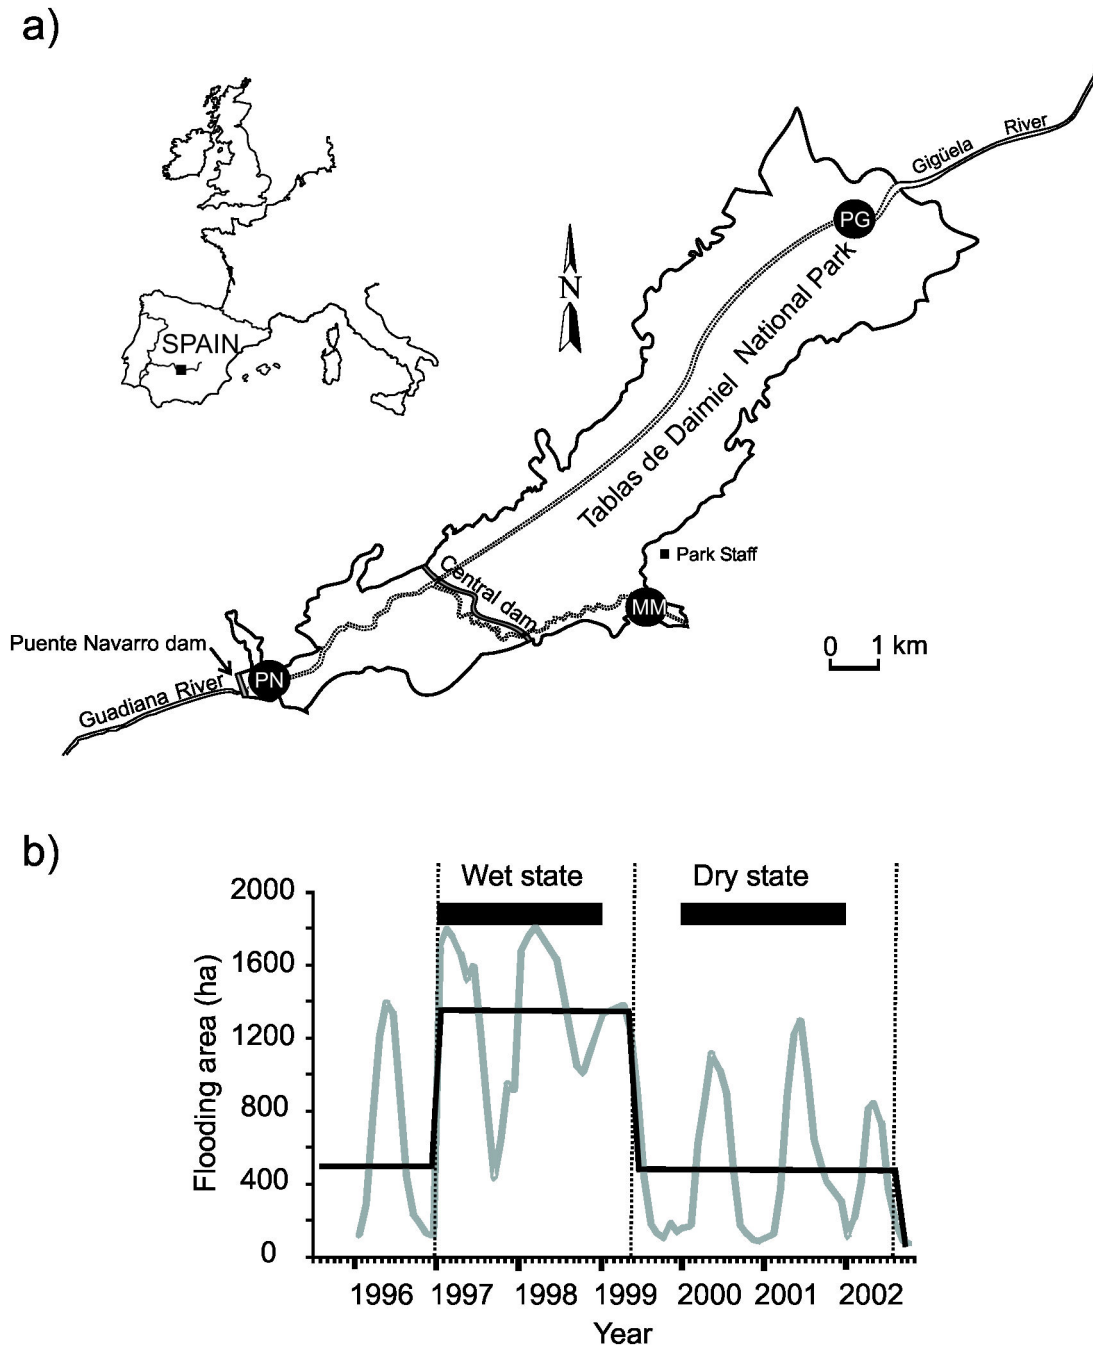 a)
Gigüela River
PG
N
SPAIN
Tablas de Daimiel National Park
Park Staff
Central dam
MM
Puente Navarro dam
PN
0 1 km
Guadiana River
b)
Wet state
Dry state
2000
1600
1200
800
400
0
Flooding area (ha)
1996 1997 1998 1999 2000 2001 2002
Year